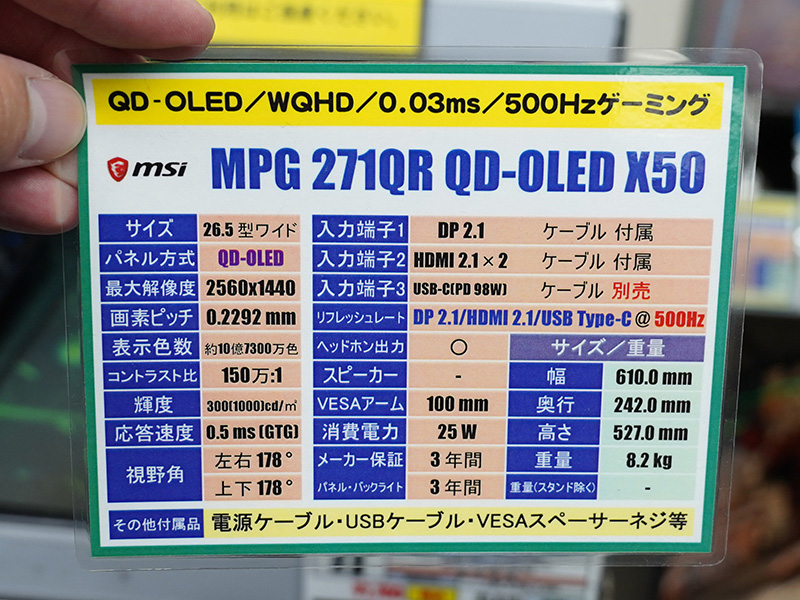 QD-OLED/WQHD/0.03ms/500Hzゲーミング
msi MPG 271QR QD-OLED X50
サイズ 26.5型ワイド 入力端子1 DP 2.1 ケーブル 付属
パネル方式 QD-OLED 入力端子2 HDMI 2.1×2 ケーブル 付属
最大解像度 2560x1440 入力端子3 USB-C(PD 98W) ケーブル 別売
画素ピッチ 0.2292 mm リフレッシュレート DP 2.1/HDMI 2.1/USB Type-C @ 500Hz
表示色数 約10億7300万色 ヘッドホン出力 〇 サイズ/重量
コントラスト比 150万:1 スピーカー - 幅 610.0 mm
輝度 300(1000)cd/㎡ VESAアーム 100 mm 奥行 242.0 mm
応答速度 0.5 ms (GTG) 消費電力 25 W 高さ 527.0 mm
視野角 左右 178° メーカー保証 3 年間 重量 8.2 kg
上下 178° パネル・バックライト 3 年間 重量(スタンド除く) -
その他付属品 電源ケーブル・USBケーブル・VESAスペーサーネジ等